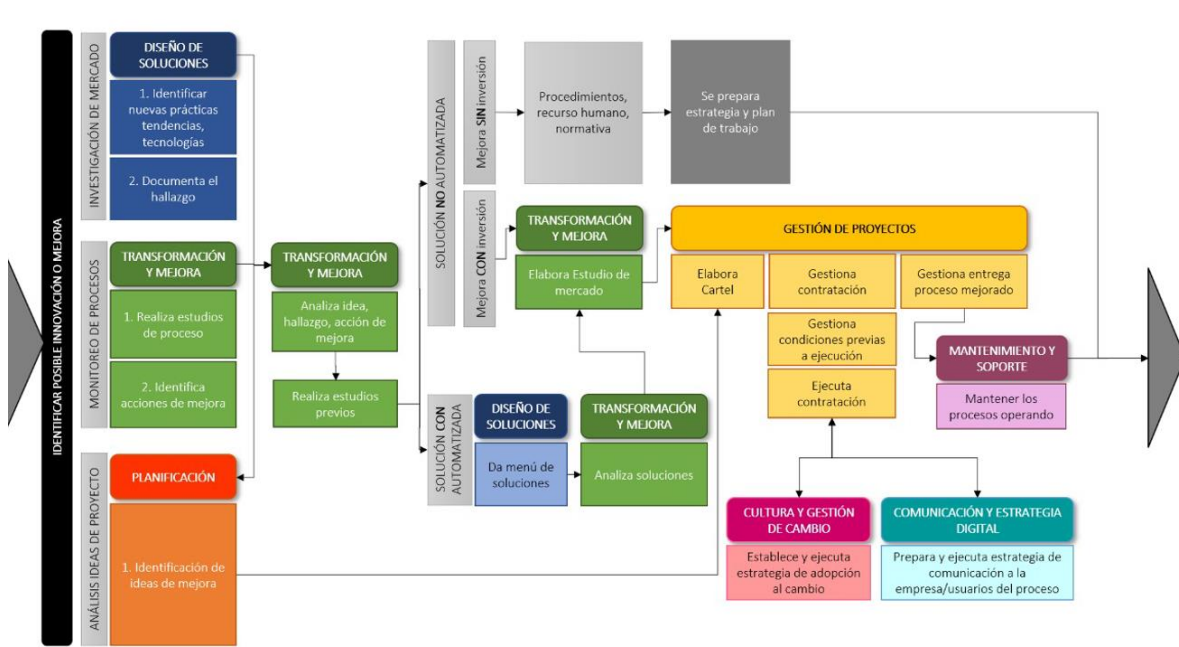 IDENTIFICAR POSIBLE INNOVACIÓN O MEJORA
INVESTIGACIÓN DE MERCADO
DISEÑO DE
SOLUCIONES
1. Identificar
nuevas prácticas
tendencias,
tecnologías
2. Documenta el
hallazgo
MONITOREO DE PROCESOS
TRANSFORMACIÓN
Y MEJORA
1. Realiza estudios
de proceso
2. Identifica
acciones de mejora
ANÁLISIS IDEAS DE PROYECTO
PLANIFICACIÓN
1. Identificación de
ideas de mejora
TRANSFORMACIÓN
Y MEJORA
Analiza idea,
hallazgo, acción de
mejora
Realiza estudios
previos
SOLUCIÓN NO AUTOMATIZADA
Mejora SIN inversión
Procedimientos,
recurso humano,
normativa
Se prepara
estrategia y plan
de trabajo
Mejora CON inversión
TRANSFORMACIÓN
Y MEJORA
Elabora Estudio de
mercado
SOLUCIÓN CON
AUTOMATIZADA
DISEÑO DE
SOLUCIONES
Da menú de
soluciones
TRANSFORMACIÓN
Y MEJORA
Analiza soluciones
GESTIÓN DE PROYECTOS
Elabora
Cartel
Gestiona
contratación
Gestiona entrega
proceso mejorado
Gestiona
condiciones previas
a ejecución
Ejecuta
contratación
MANTENIMIENTO Y
SOPORTE
Mantener los
procesos operando
CULTURA Y GESTIÓN
DE CAMBIO
Establece y ejecuta
estrategia de adopción
al cambio
COMUNICACIÓN Y ESTRATEGIA
DIGITAL
Prepara y ejecuta estrategia de
comunicación a la
empresa/usuarios del proceso